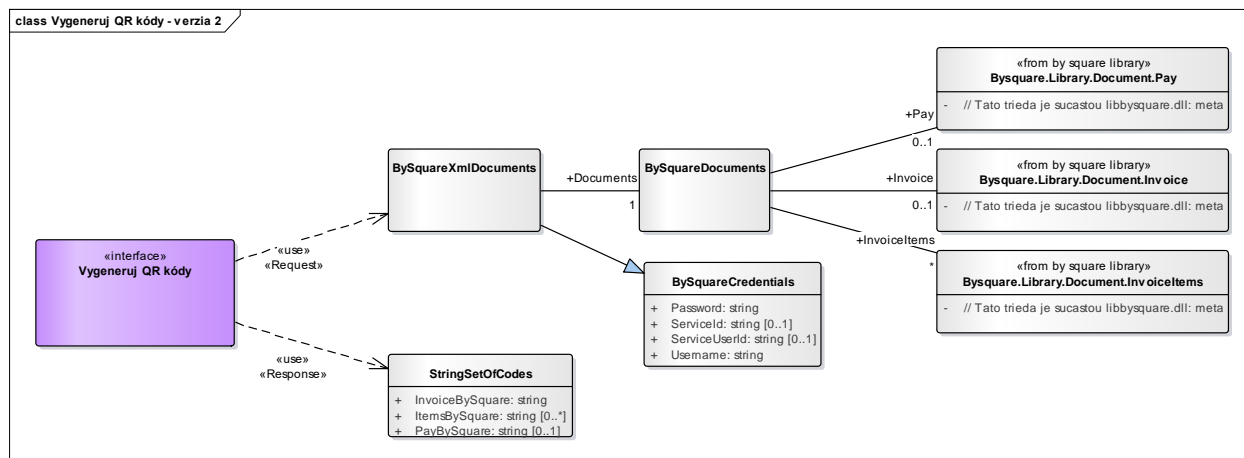 class Vygeneruj QR kódy - verzia 2
«from by square library»
Bysquare.Library.Document.Pay
- // Tato trieda je sucastou libbysquare.dll: meta
+Pay
0..1
BySquareXmlDocuments
+Documents
1
BySquareDocuments
+Invoice
0..1
«from by square library»
Bysquare.Library.Document.Invoice
- // Tato trieda je sucastou libbysquare.dll: meta
+InvoiceItems
*
«from by square library»
Bysquare.Library.Document.InvoiceItems
- // Tato trieda je sucastou libbysquare.dll: meta
«interface»
Vygeneruj QR kódy
«use»
«Request»
BySquareCredentials
+ Password: string
+ ServiceId: string [0..1]
+ ServiceUserId: string [0..1]
+ Username: string
«use»
«Response»
StringSetOfCodes
+ InvoiceBySquare: string
+ ItemsBySquare: string [0..*]
+ PayBySquare: string [0..1]